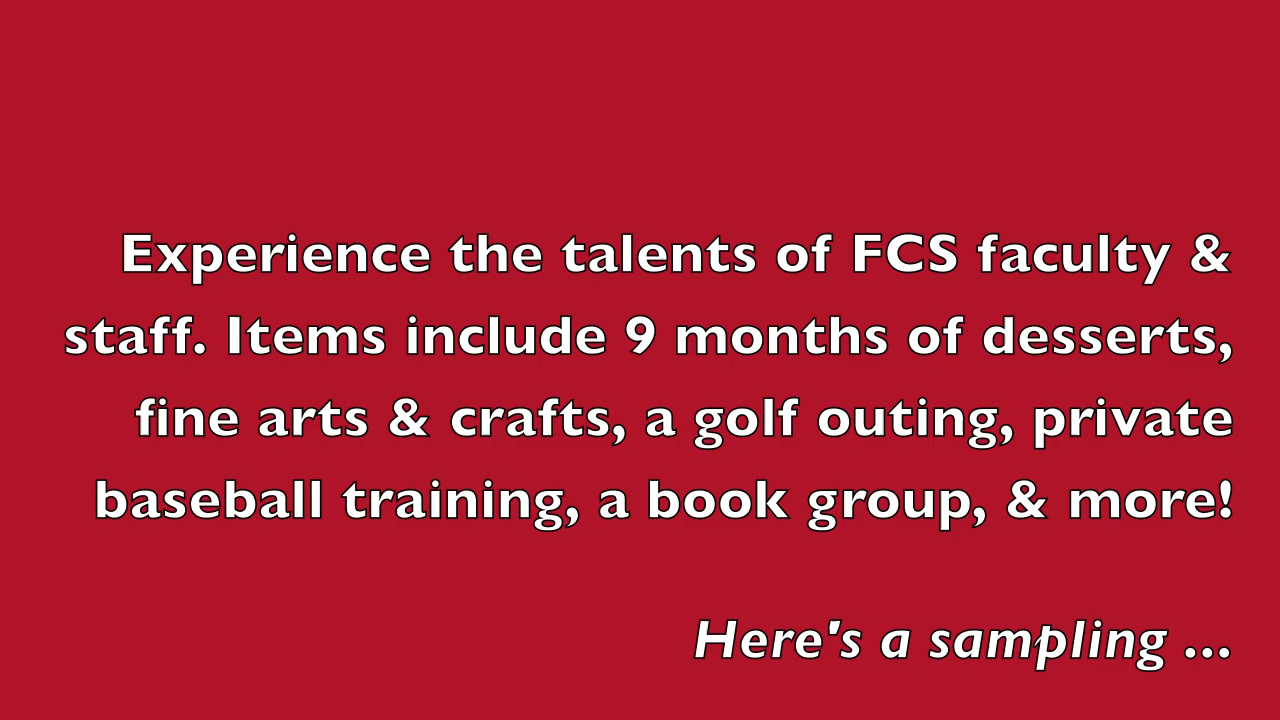 Experience the talents of FCS faculty &
staff. Items include 9 months of desserts,
fine arts & crafts, a golf outing, private
baseball training, a book group, & more!
Here's a sampling ...